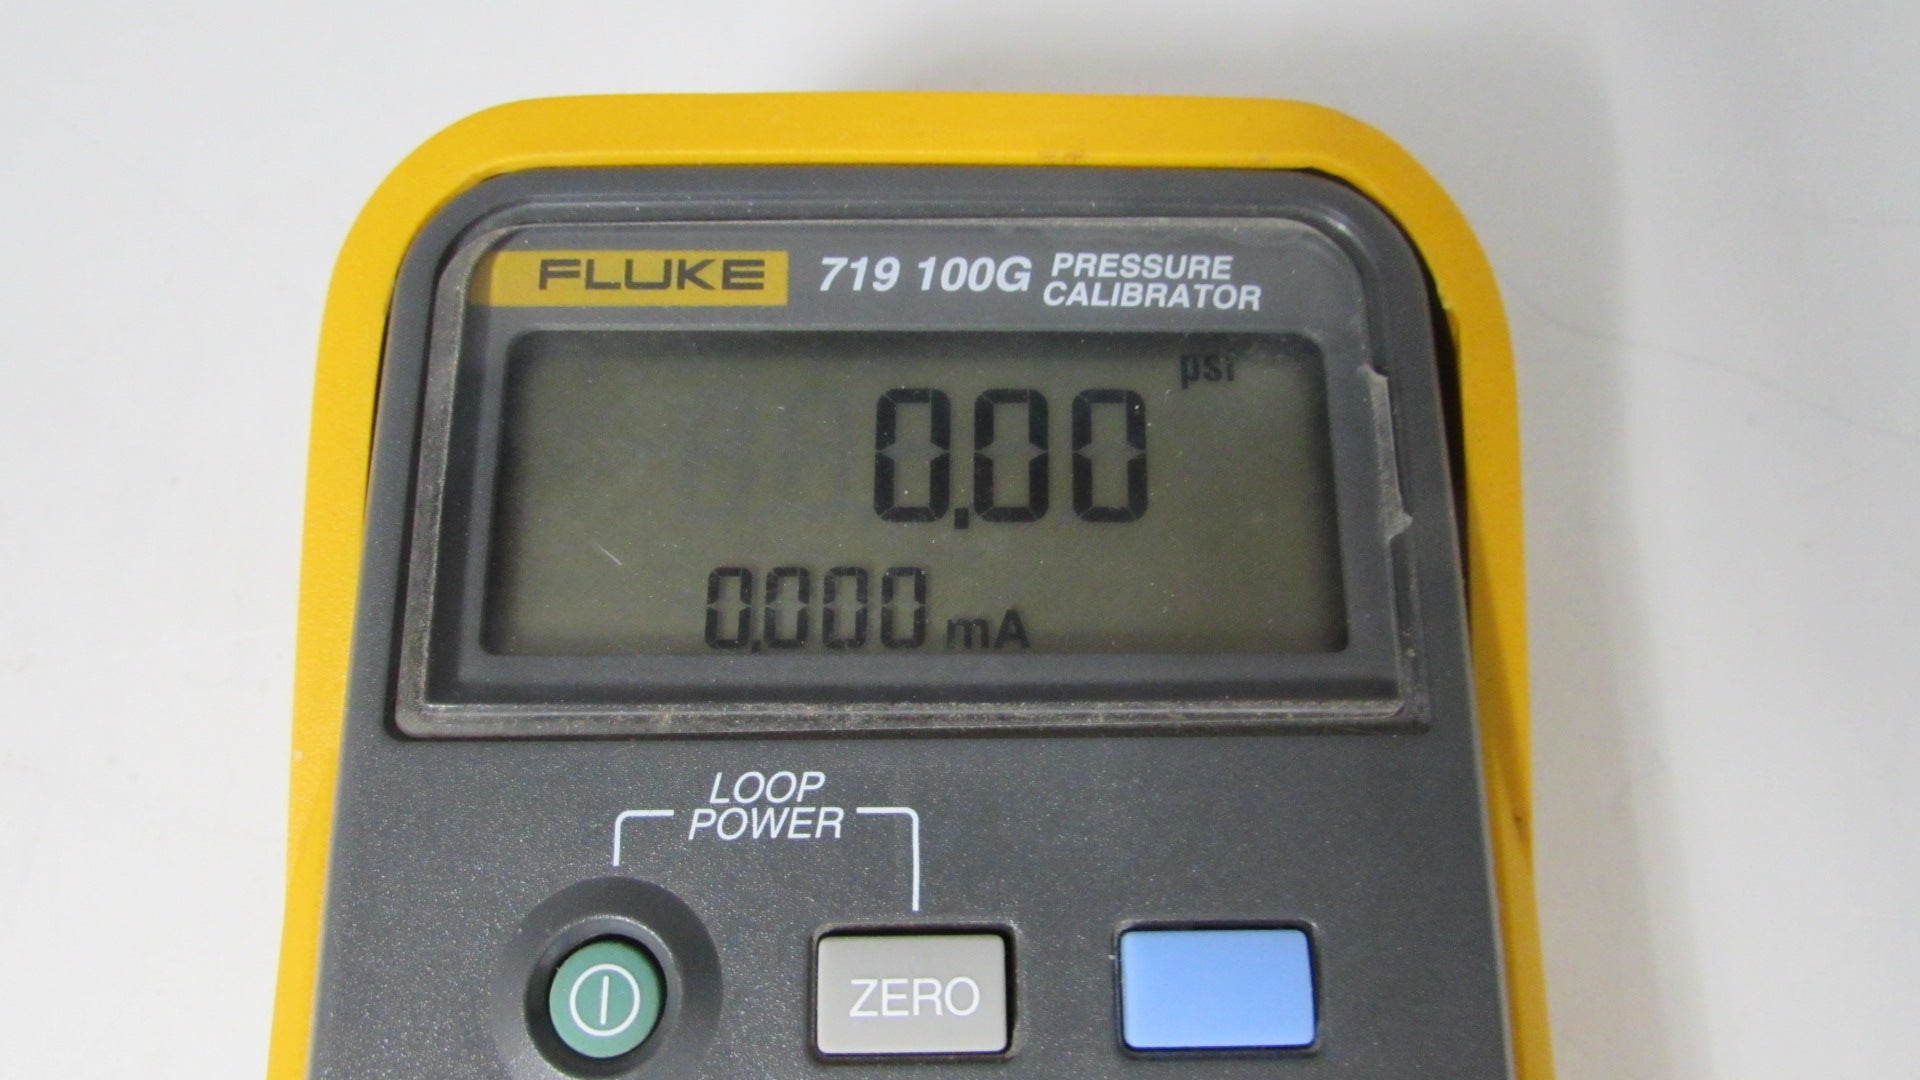 FLUKE 719 100G PRESSURE
CALIBRATOR
psi
0.00
0.000 mA
LOOP
POWER
ZERO